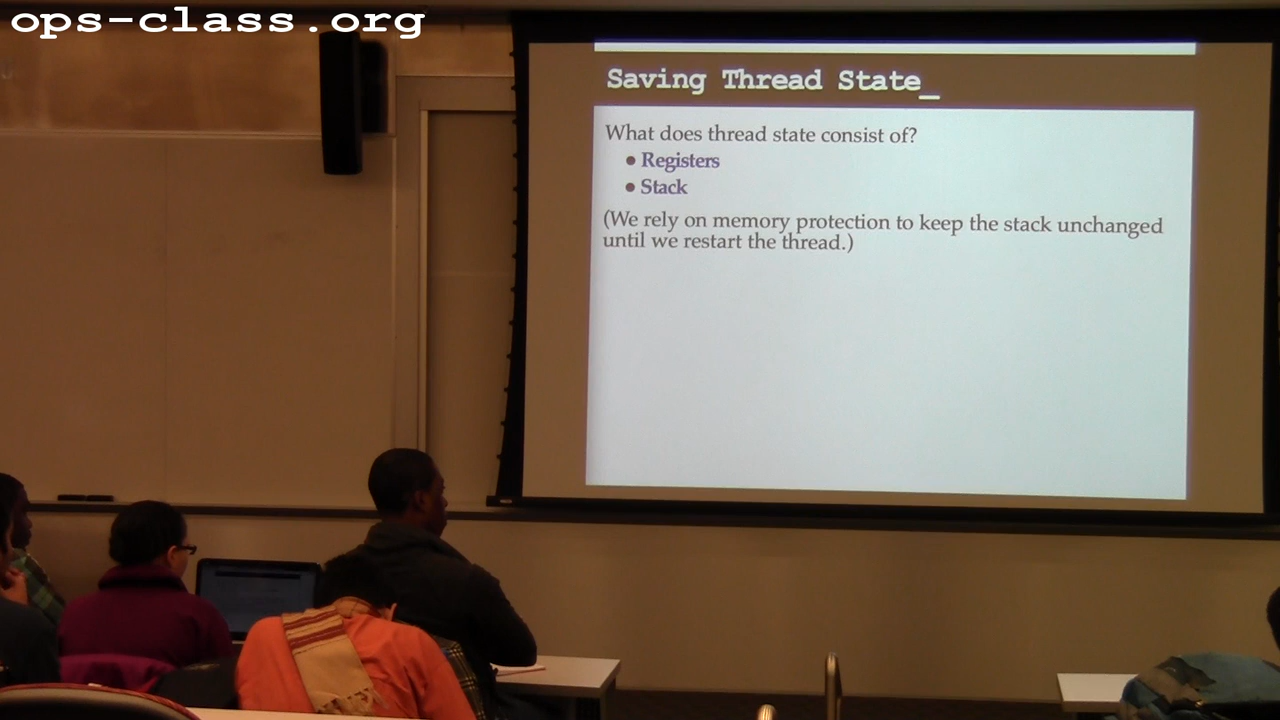 ops-class.org
Saving Thread State_
What does thread state consist of?
● Registers
● Stack
(We rely on memory protection to keep the stack unchanged
until we restart the thread.)